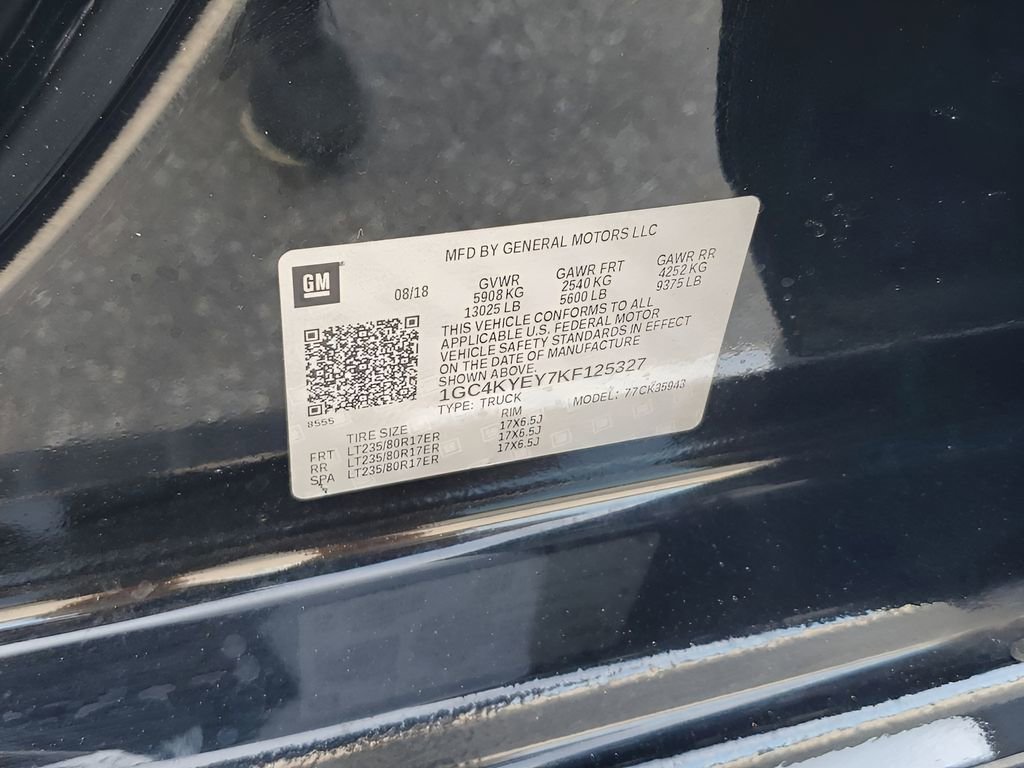 MFD BY GENERAL MOTORS LLC
GM
08/18
GVWR GAWR FRT GAWR RR
5908 KG 2540 KG 4252 KG
13025 LB 5600 LB 9375 LB
THIS VEHICLE CONFORMS TO ALL
APPLICABLE U.S. FEDERAL MOTOR
VEHICLE SAFETY STANDARDS IN EFFECT
ON THE DATE OF MANUFACTURE
SHOWN ABOVE.
1GC4KYEY7KF125327
TYPE: TRUCK MODEL: 77CK35943
8555
TIRE SIZE RIM
FRT LT235/80R17ER 17X6.5J
RR LT235/80R17ER 17X6.5J
SPA LT235/80R17ER 17X6.5J